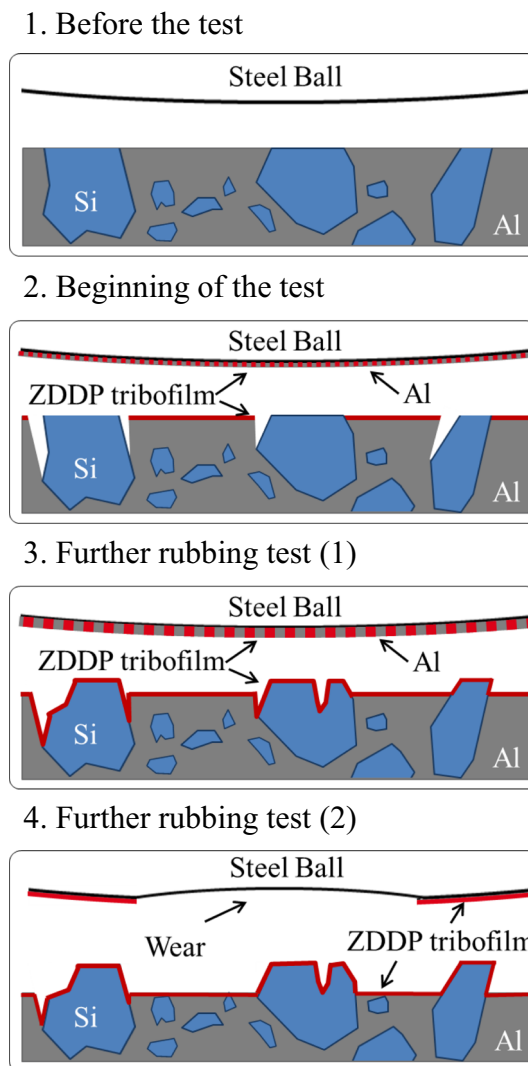 1. Before the test
Steel Ball
Si
Al
2. Beginning of the test
Steel Ball
ZDDP tribofilm
Al
Si
Al
3. Further rubbing test (1)
Steel Ball
ZDDP tribofilm
Al
Si
Al
4. Further rubbing test (2)
Steel Ball
Wear
ZDDP tribofilm
Si
Al